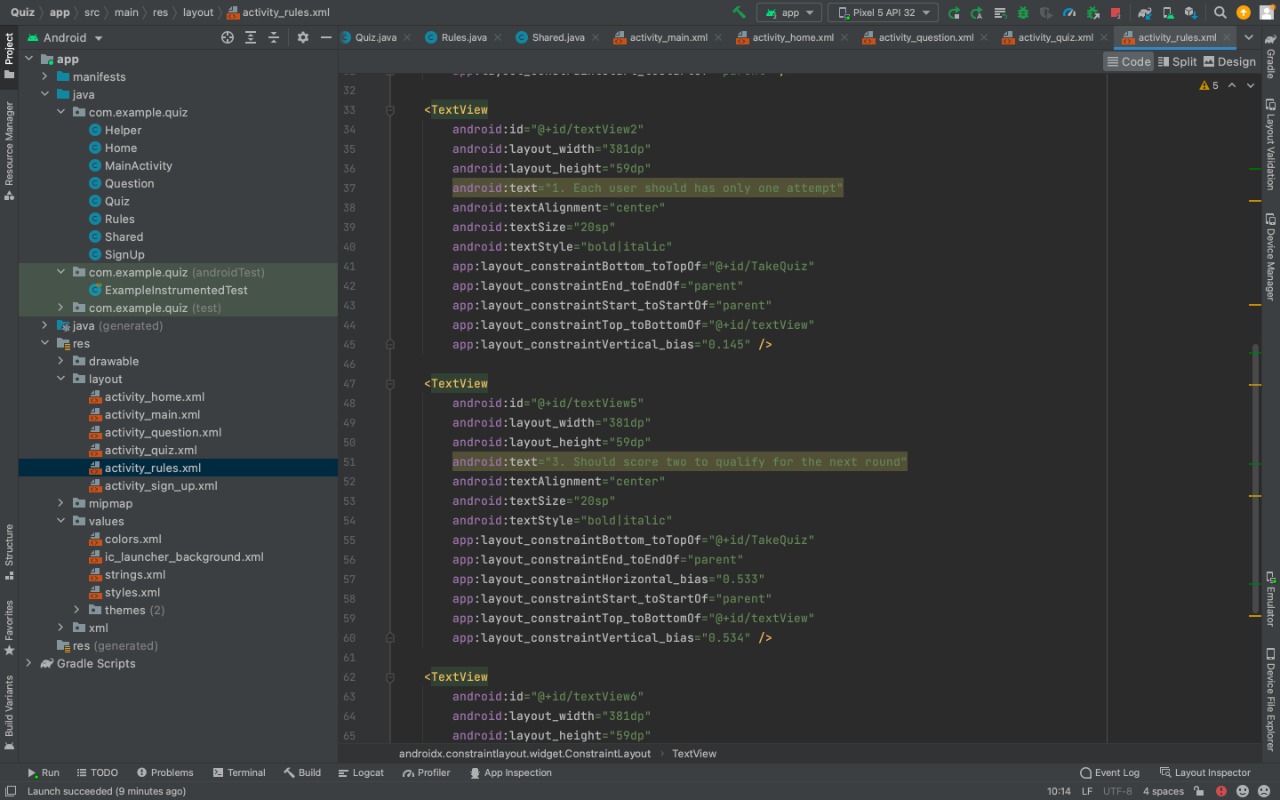 Quiz app src main res layout activity_rules.xml
app Pixel 5 API 32
Project
Resource Manager
Structure
Favorites
Build Variants
Android
app
manifests
java
com.example.quiz
Helper
Home
MainActivity
Question
Quiz
Rules
Shared
SignUp
com.example.quiz (androidTest)
ExampleInstrumentedTest
com.example.quiz (test)
java (generated)
res
drawable
layout
activity_home.xml
activity_main.xml
activity_question.xml
activity_quiz.xml
activity_rules.xml
activity_sign_up.xml
mipmap
values
colors.xml
ic_launcher_background.xml
strings.xml
styles.xml
themes (2)
xml
res (generated)
Gradle Scripts
Quiz.java Rules.java Shared.java activity_main.xml activity_home.xml activity_question.xml activity_quiz.xml activity_rules.xml
Code Split Design
5
32
33 <TextView
34 android:id="@+id/textView2"
35 android:layout_width="381dp"
36 android:layout_height="59dp"
37 android:text="1. Each user should has only one attempt"
38 android:textAlignment="center"
39 android:textSize="20sp"
40 android:textStyle="bold|italic"
41 app:layout_constraintBottom_toTopOf="@+id/TakeQuiz"
42 app:layout_constraintEnd_toEndOf="parent"
43 app:layout_constraintStart_toStartOf="parent"
44 app:layout_constraintTop_toBottomOf="@+id/textView"
45 app:layout_constraintVertical_bias="0.145" />
46
47 <TextView
48 android:id="@+id/textView5"
49 android:layout_width="381dp"
50 android:layout_height="59dp"
51 android:text="3. Should score two to qualify for the next round"
52 android:textAlignment="center"
53 android:textSize="20sp"
54 android:textStyle="bold|italic"
55 app:layout_constraintBottom_toTopOf="@+id/TakeQuiz"
56 app:layout_constraintEnd_toEndOf="parent"
57 app:layout_constraintHorizontal_bias="0.533"
58 app:layout_constraintStart_toStartOf="parent"
59 app:layout_constraintTop_toBottomOf="@+id/textView"
60 app:layout_constraintVertical_bias="0.534" />
61
62 <TextView
63 android:id="@+id/textView6"
64 android:layout_width="381dp"
65 android:layout_height="59dp"
androidx.constraintlayout.widget.ConstraintLayout TextView
Gradle
Layout Validation
Device Manager
Emulator
Device File Explorer
Run TODO Problems Terminal Build Logcat Profiler App Inspection Event Log Layout Inspector
Launch succeeded (9 minutes ago) 10:14 LF UTF-8 4 spaces